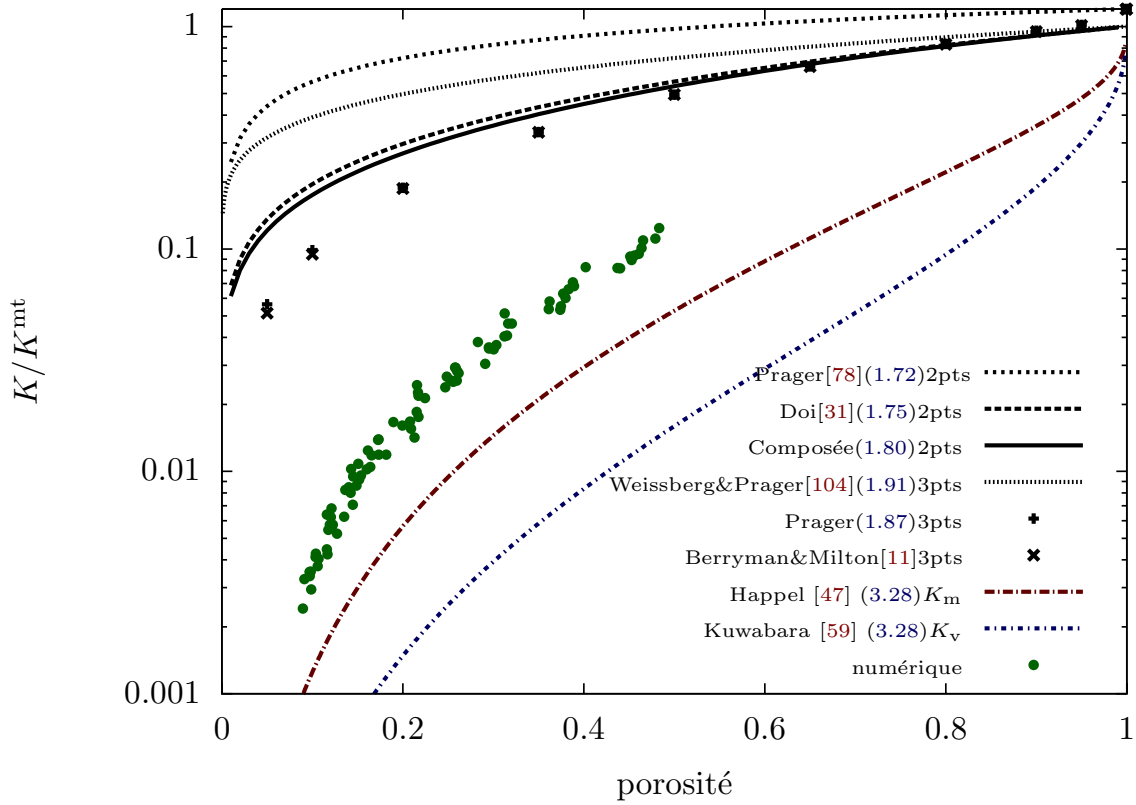 1
0.1
0.01
0.001
K/K^mt
0
0.2
0.4
0.6
0.8
1
porosité
Prager[78](1.72)2pts
Doi[31](1.75)2pts
Composée(1.80)2pts
Weissberg&Prager[104](1.91)3pts
Prager(1.87)3pts
Berryman&Milton[11]3pts
Happel [47] (3.28)K_m
Kuwabara [59] (3.28)K_v
numérique